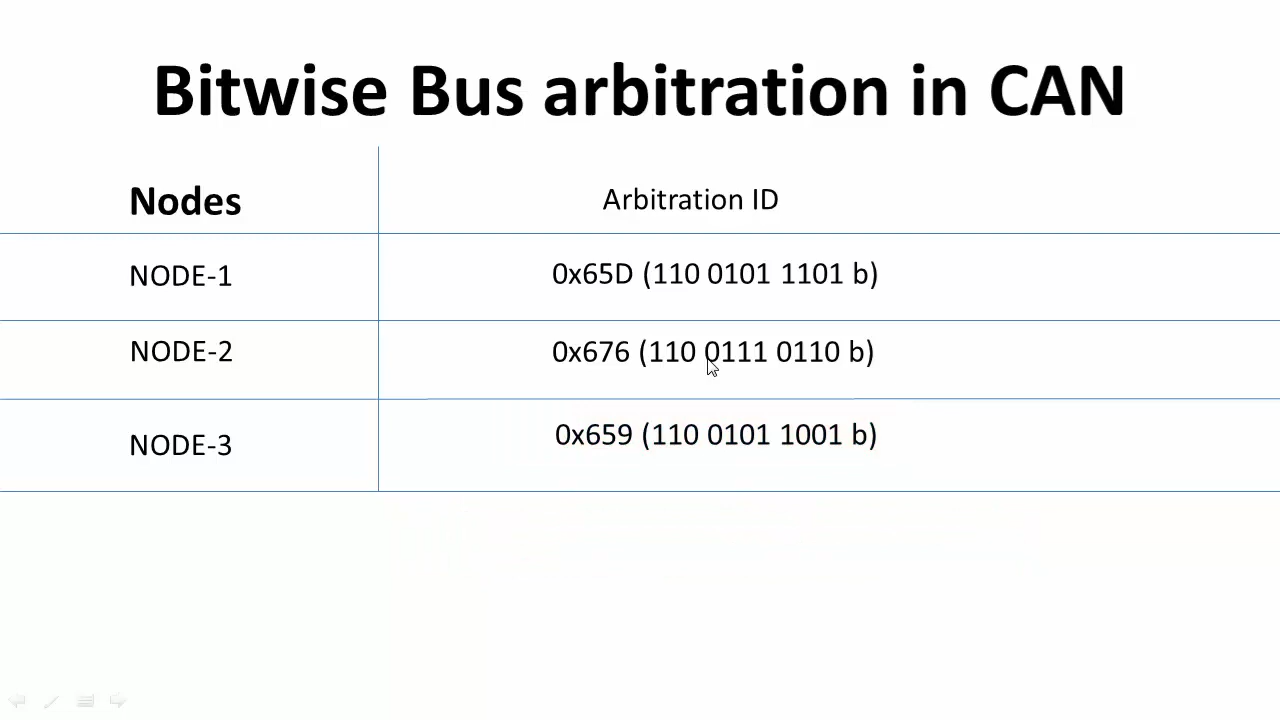 Bitwise Bus arbitration in CAN
Nodes Arbitration ID
NODE-1 0x65D (110 0101 1101 b)
NODE-2 0x676 (110 0111 0110 b)
NODE-3 0x659 (110 0101 1001 b)